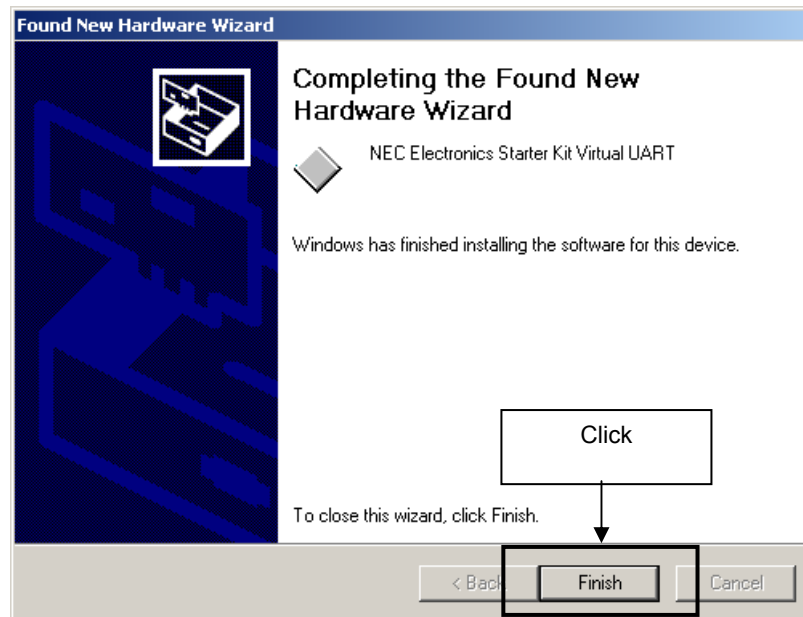 Found New Hardware Wizard
Completing the Found New
Hardware Wizard
NEC Electronics Starter Kit Virtual UART
Windows has finished installing the software for this device.
Click
To close this wizard, click Finish.
< Back
Finish
Cancel